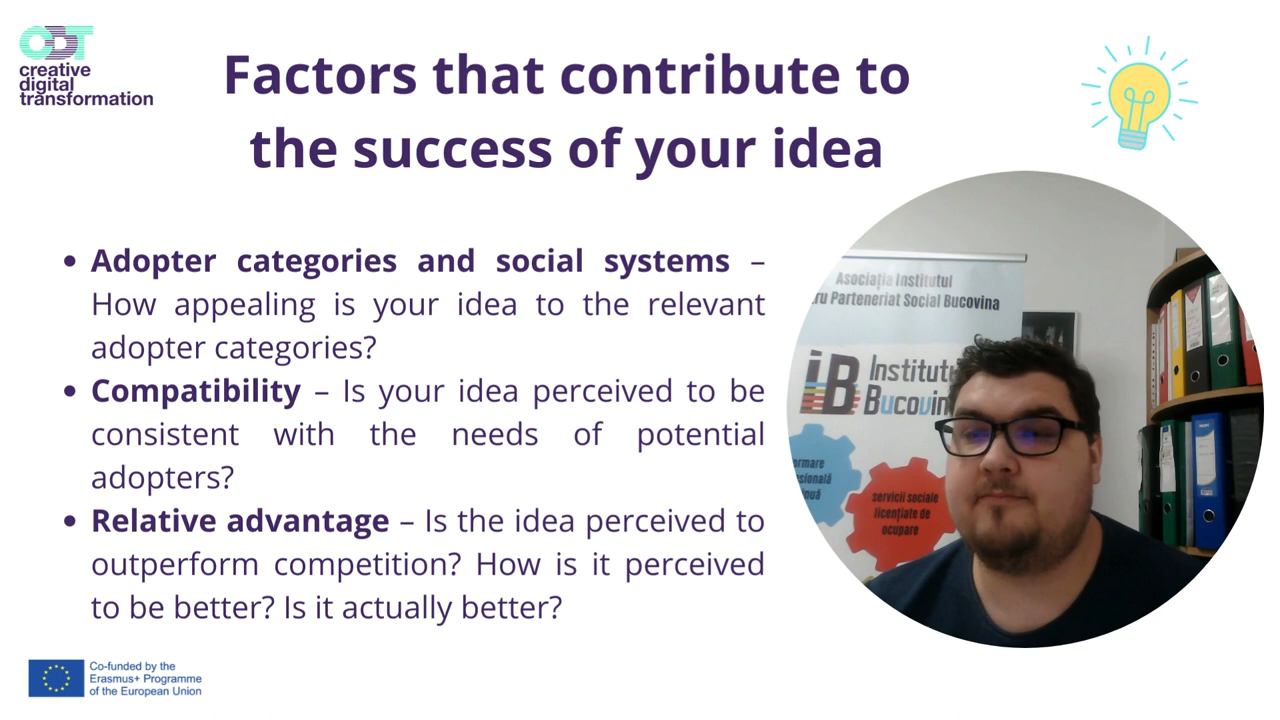 CDT
creative
digital
transformation
Factors that contribute to
the success of your idea
Adopter categories and social systems –
How appealing is your idea to the relevant
adopter categories?
Compatibility – Is your idea perceived to be
consistent with the needs of potential
adopters?
Relative advantage – Is the idea perceived to
outperform competition? How is it perceived
to be better? Is it actually better?
Asociația Institutul
Parteneriat Social Bucovina
iB
servicii sociale
licențiate de
ocupare
Co-funded by the
Erasmus+ Programme
of the European Union